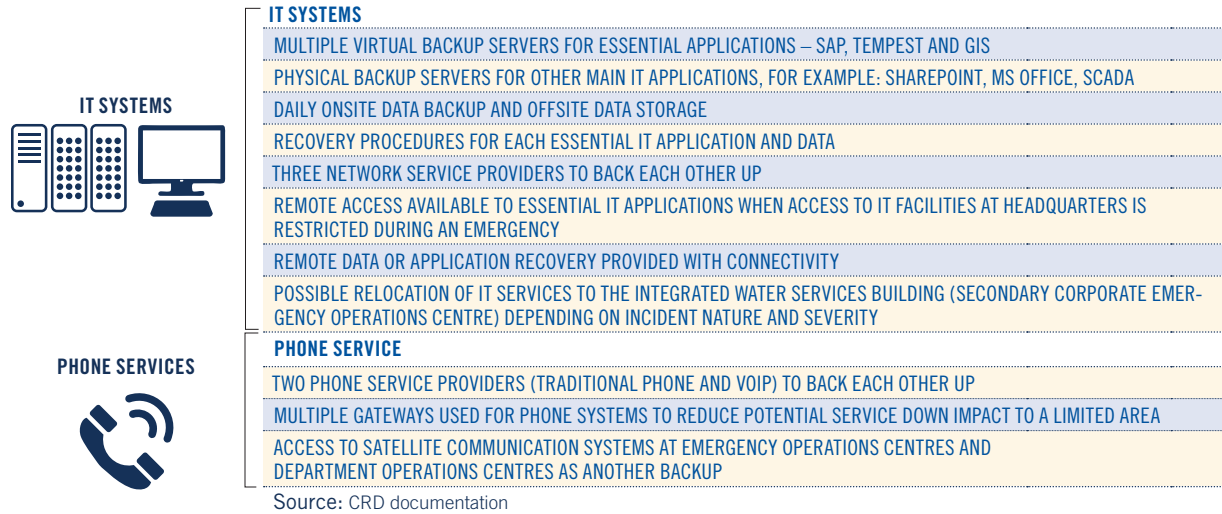 IT SYSTEMS
IT SYSTEMS
MULTIPLE VIRTUAL BACKUP SERVERS FOR ESSENTIAL APPLICATIONS – SAP, TEMPEST AND GIS
PHYSICAL BACKUP SERVERS FOR OTHER MAIN IT APPLICATIONS, FOR EXAMPLE: SHAREPOINT, MS OFFICE, SCADA
DAILY ONSITE DATA BACKUP AND OFFSITE DATA STORAGE
RECOVERY PROCEDURES FOR EACH ESSENTIAL IT APPLICATION AND DATA
THREE NETWORK SERVICE PROVIDERS TO BACK EACH OTHER UP
REMOTE ACCESS AVAILABLE TO ESSENTIAL IT APPLICATIONS WHEN ACCESS TO IT FACILITIES AT HEADQUARTERS IS
RESTRICTED DURING AN EMERGENCY
REMOTE DATA OR APPLICATION RECOVERY PROVIDED WITH CONNECTIVITY
POSSIBLE RELOCATION OF IT SERVICES TO THE INTEGRATED WATER SERVICES BUILDING (SECONDARY CORPORATE EMER-
GENCY OPERATIONS CENTRE) DEPENDING ON INCIDENT NATURE AND SEVERITY
PHONE SERVICES
PHONE SERVICE
TWO PHONE SERVICE PROVIDERS (TRADITIONAL PHONE AND VOIP) TO BACK EACH OTHER UP
MULTIPLE GATEWAYS USED FOR PHONE SYSTEMS TO REDUCE POTENTIAL SERVICE DOWN IMPACT TO A LIMITED AREA
ACCESS TO SATELLITE COMMUNICATION SYSTEMS AT EMERGENCY OPERATIONS CENTRES AND
DEPARTMENT OPERATIONS CENTRES AS ANOTHER BACKUP
Source: CRD documentation